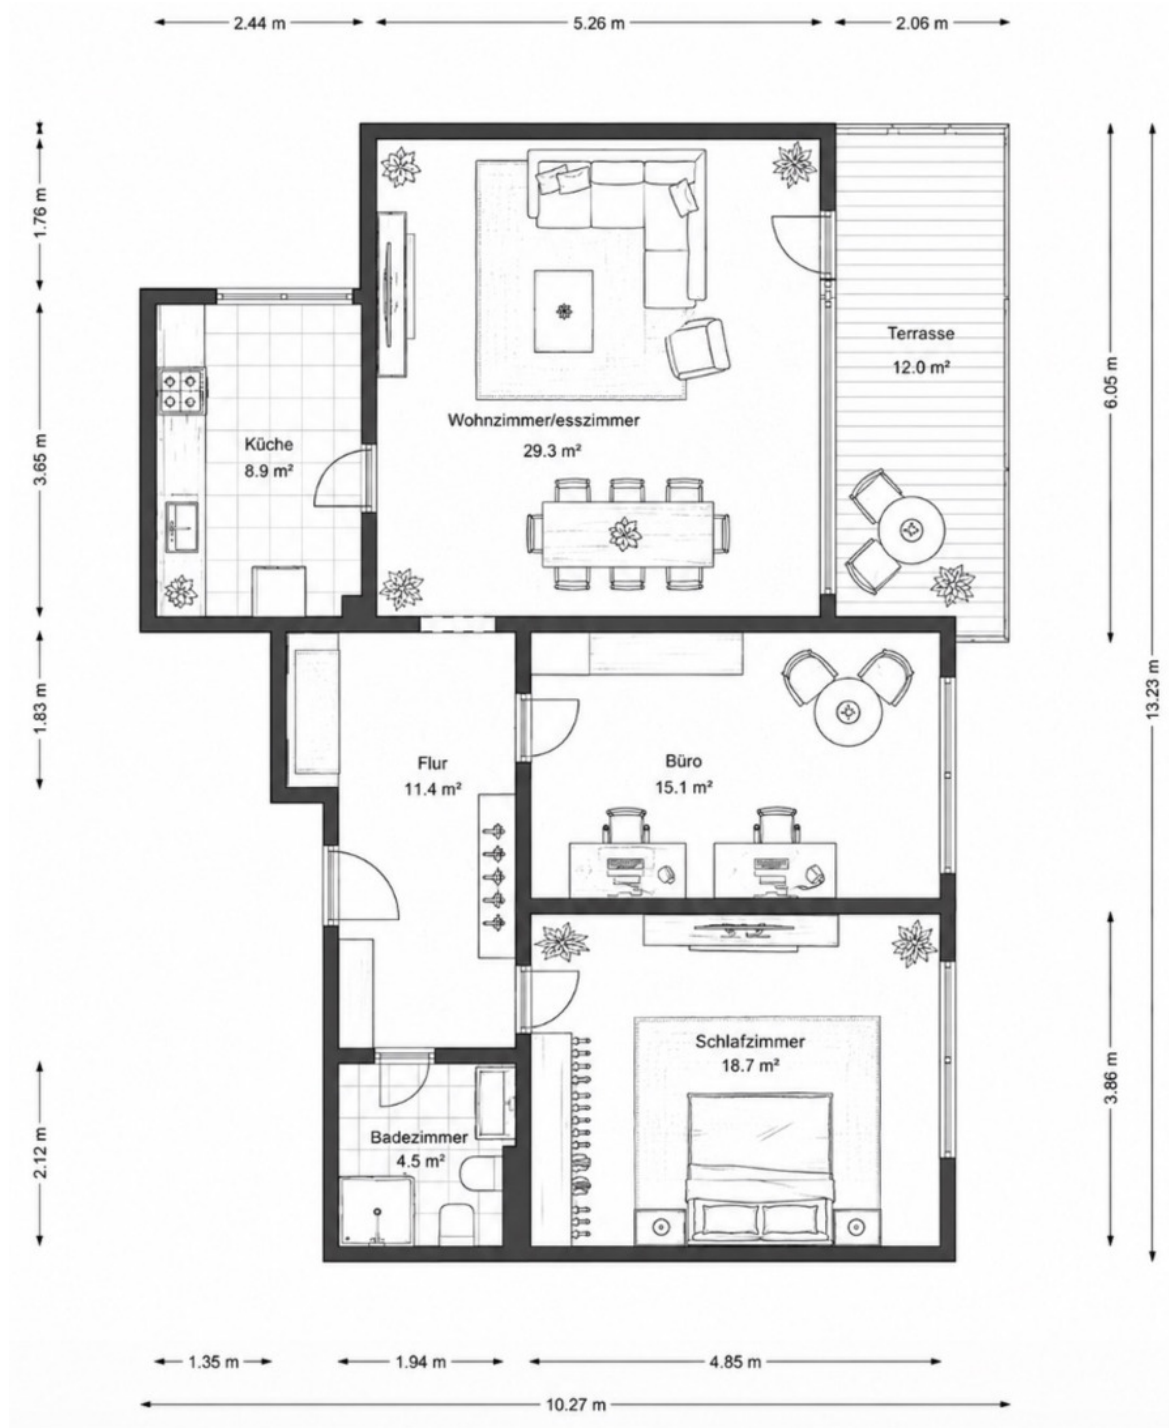 2.44 m
5.26 m
2.06 m
1.76 m
3.65 m
1.83 m
2.12 m
6.05 m
13.23 m
3.86 m
Terrasse
12.0 m²
Wohnzimmer/esszimmer
29.3 m²
Küche
8.9 m²
Flur
11.4 m²
Büro
15.1 m²
Schlafzimmer
18.7 m²
Badezimmer
4.5 m²
1.35 m
1.94 m
4.85 m
10.27 m